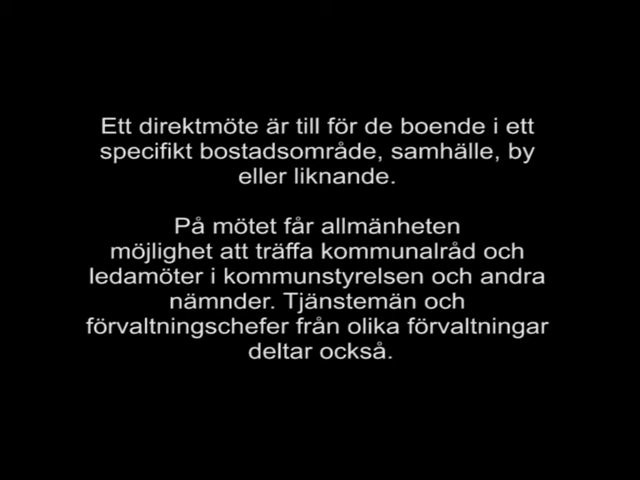 Ett direktmöte är till för de boende i ett
specifikt bostadsområde, samhälle, by
eller liknande.
På mötet får allmänheten
möjlighet att träffa kommunalråd och
ledamöter i kommunstyrelsen och andra
nämnder. Tjänstemän och
förvaltningschefer från olika förvaltningar
deltar också.